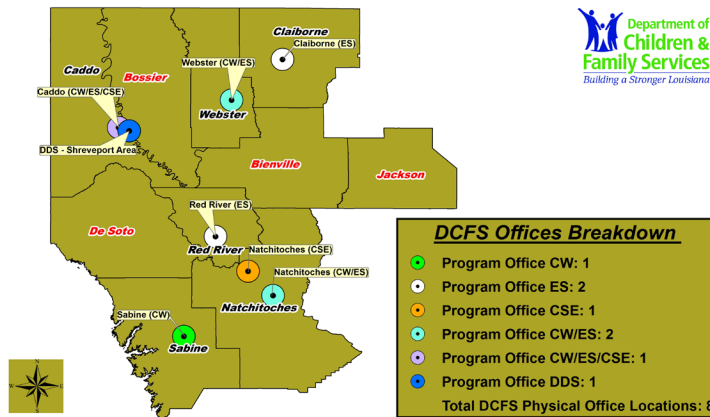 Claiborne
Claiborne (ES)
Department of
Children &
Family Services
Building a Stronger Louisiana
Webster (CW/ES)
Caddo
Bossier
Caddo (CW/ES/CSE)
Webster
DDS - Shreveport Area
Bienville
Jackson
Red River (ES)
De Soto
Red River
Natchitoches (CSE)
Natchitoches (CW/ES)
Natchitoches
Sabine (CW)
Sabine
N
W
E
S
DCFS Offices Breakdown
Program Office CW: 1
Program Office ES: 2
Program Office CSE: 1
Program Office CW/ES: 2
Program Office CW/ES/CSE: 1
Program Office DDS: 1
Total DCFS Physical Office Locations: 8